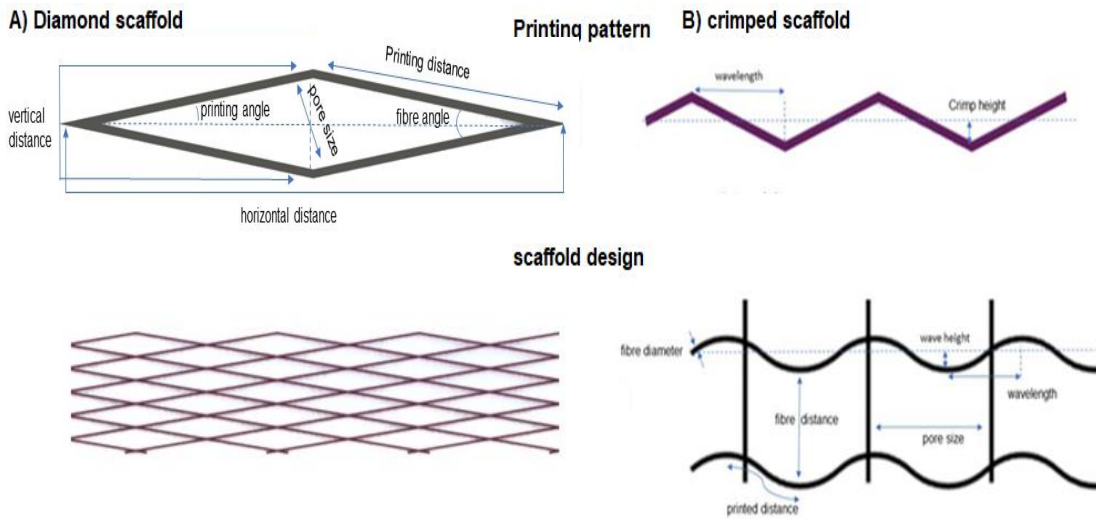 A) Diamond scaffold
Printing pattern
B) crimped scaffold
Printing distance
printing angle
pore size
fibre angle
vertical
distance
horizontal distance
wavelength
Crimp height
scaffold design
fibre diameter
wave height
wavelength
fibre distance
pore size
printed distance